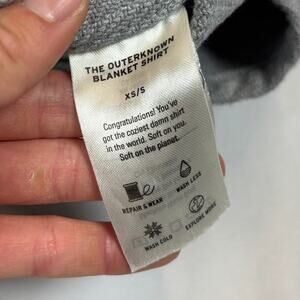 THE OUTERKNOWN
BLANKET SHIRT
XS/S
Congratulations! You've
got the coziest damn shirt
in the world. Soft on you.
Soft on the planet.
REPAIR & WEAR
WASH LESS
WASH COLD
EXPLORE MORE